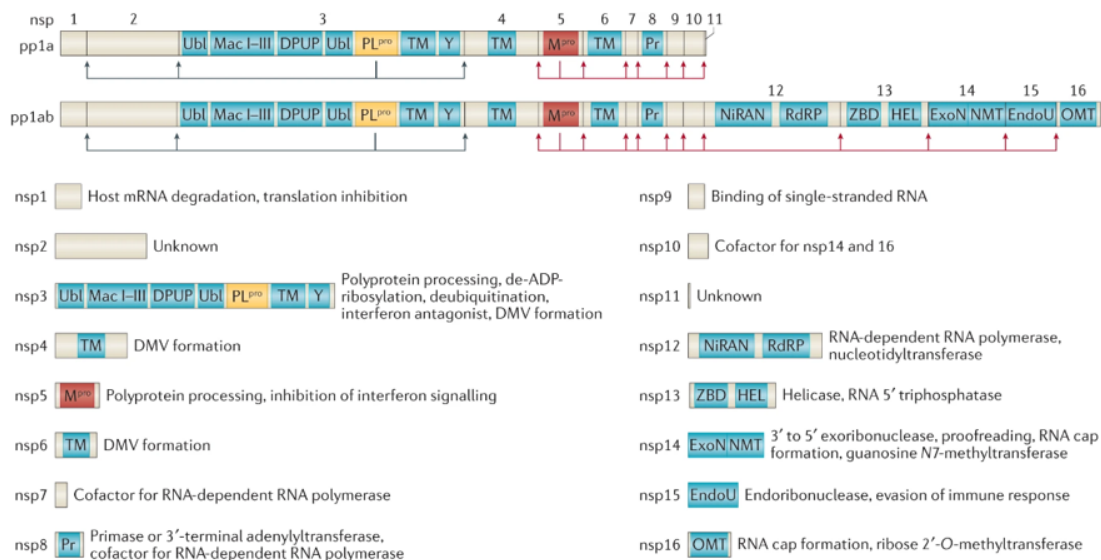 nsp 1 2 3 4 5 6 7 8 9 10 11
pp1a Ubl Mac I–III DPUP Ubl PLpro TM Y TM Mpro TM Pr
12 13 14 15 16
pp1ab Ubl Mac I–III DPUP Ubl PLpro TM Y TM Mpro TM Pr NiRAN RdRP ZBD HEL ExoN NMT EndoU OMT
nsp1 Host mRNA degradation, translation inhibition
nsp2 Unknown
nsp3 Ubl Mac I–III DPUP Ubl PLpro TM Y
Polyprotein processing, de-ADP-
ribosylation, deubiquitination,
interferon antagonist, DMV formation
nsp4 TM DMV formation
nsp5 Mpro Polyprotein processing, inhibition of interferon signalling
nsp6 TM DMV formation
nsp7 Cofactor for RNA-dependent RNA polymerase
nsp8 Pr Primase or 3′-terminal adenylyltransferase,
cofactor for RNA-dependent RNA polymerase
nsp9 Binding of single-stranded RNA
nsp10 Cofactor for nsp14 and 16
nsp11 Unknown
nsp12 NiRAN RdRP RNA-dependent RNA polymerase,
nucleotidyltransferase
nsp13 ZBD HEL Helicase, RNA 5′ triphosphatase
nsp14 ExoN NMT 3′ to 5′ exoribonuclease, proofreading, RNA cap
formation, guanosine N7-methyltransferase
nsp15 EndoU Endoribonuclease, evasion of immune response
nsp16 OMT RNA cap formation, ribose 2′-O-methyltransferase